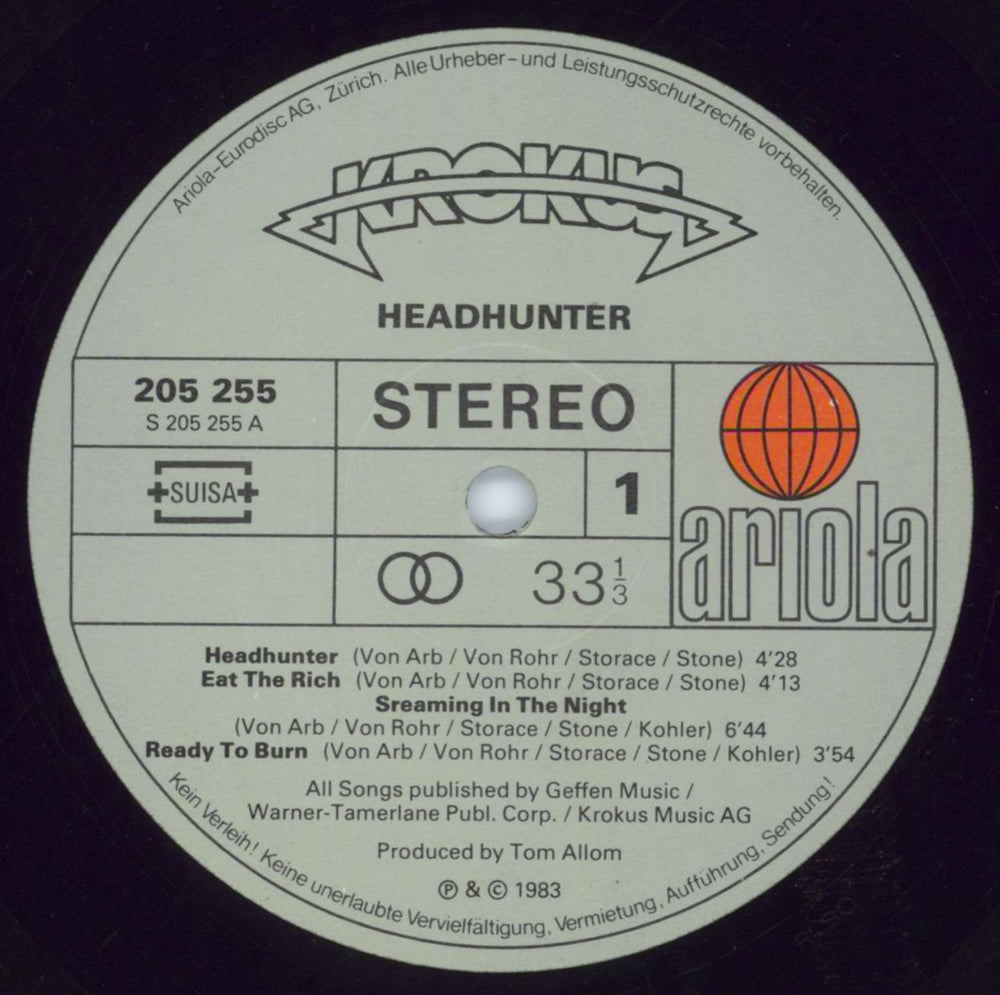 Ariola-Eurodisc AG, Zürich. Alle Urheber- und Leistungsschutzrechte vorbehalten.
KROKUS
HEADHUNTER
205 255
S 205 255 A
STEREO
SUISA
1
33 1/3
ariola
Headhunter (Von Arb / Von Rohr / Storace / Stone) 4'28
Eat The Rich (Von Arb / Von Rohr / Storace / Stone) 4'13
Sreaming In The Night
(Von Arb / Von Rohr / Storace / Stone / Kohler) 6'44
Ready To Burn (Von Arb / Von Rohr / Storace / Stone / Kohler) 3'54
All Songs published by Geffen Music /
Warner-Tamerlane Publ. Corp. / Krokus Music AG
Produced by Tom Allom
℗ & © 1983
Kein Verleih! Keine unerlaubte Vervielfältigung, Vermietung, Aufführung, Sendung!